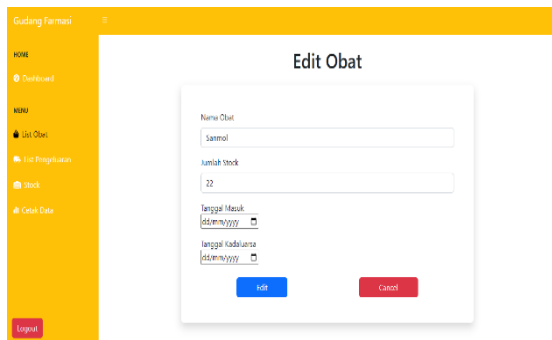 Gudang Farmasi
HOME
Dashboard
MENU
List Obat
List Pengeluaran
Stock
Cetak Data
Logout
Edit Obat
Nama Obat
Sanmol
Jumlah Stock
22
Tanggal Masuk
dd/mm/yyyy
Tanggal Kadaluarsa
dd/mm/yyyy
Edit
Cancel